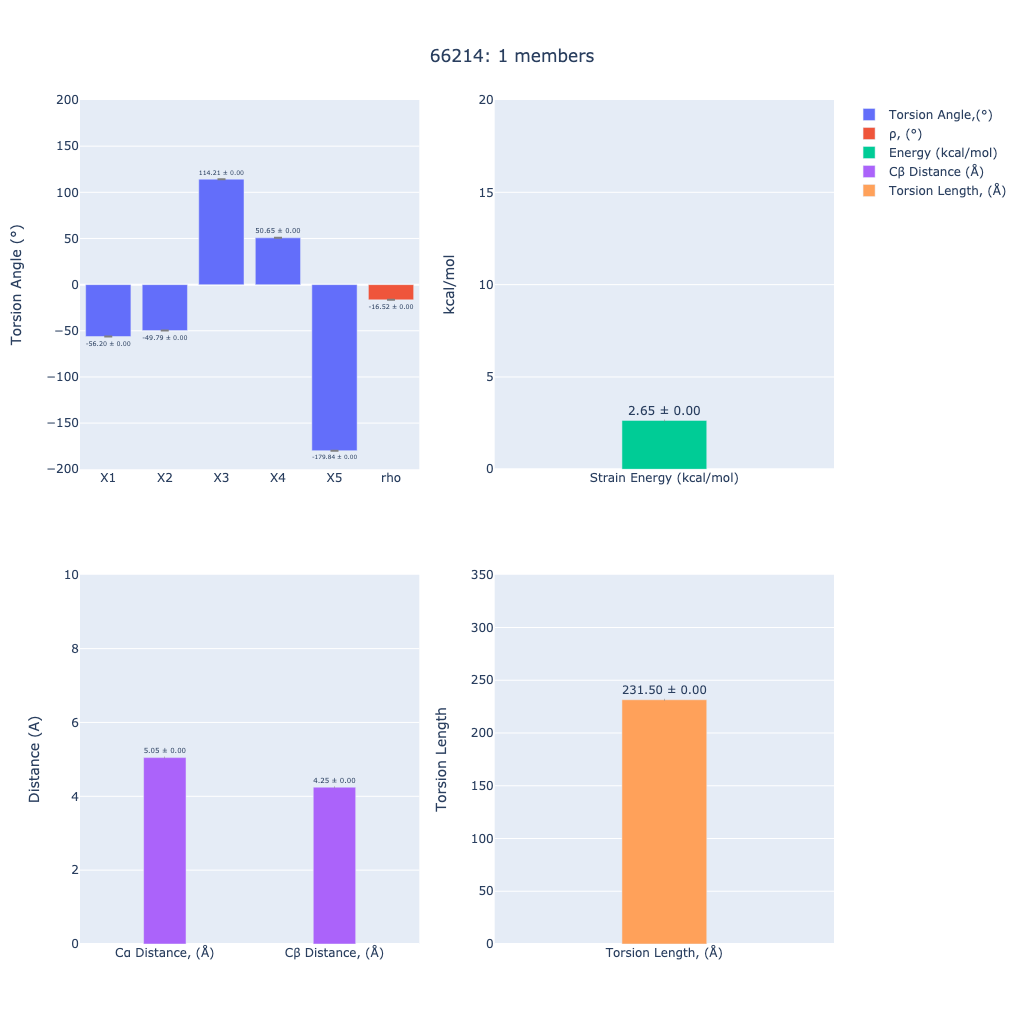 66214: 1 members
Torsion Angle (°)
200
150
100
50
0
−50
−100
−150
−200
-56.20 ± 0.00
-49.79 ± 0.00
114.21 ± 0.00
50.65 ± 0.00
-179.84 ± 0.00
-16.52 ± 0.00
X1 X2 X3 X4 X5 rho
kcal/mol
20
15
10
5
0
2.65 ± 0.00
Strain Energy (kcal/mol)
Torsion Angle,(°)
ρ, (°)
Energy (kcal/mol)
Cβ Distance (Å)
Torsion Length, (Å)
Distance (A)
10
8
6
4
2
0
5.05 ± 0.00
4.25 ± 0.00
Cα Distance, (Å) Cβ Distance, (Å)
Torsion Length
350
300
250
200
150
100
50
0
231.50 ± 0.00
Torsion Length, (Å)